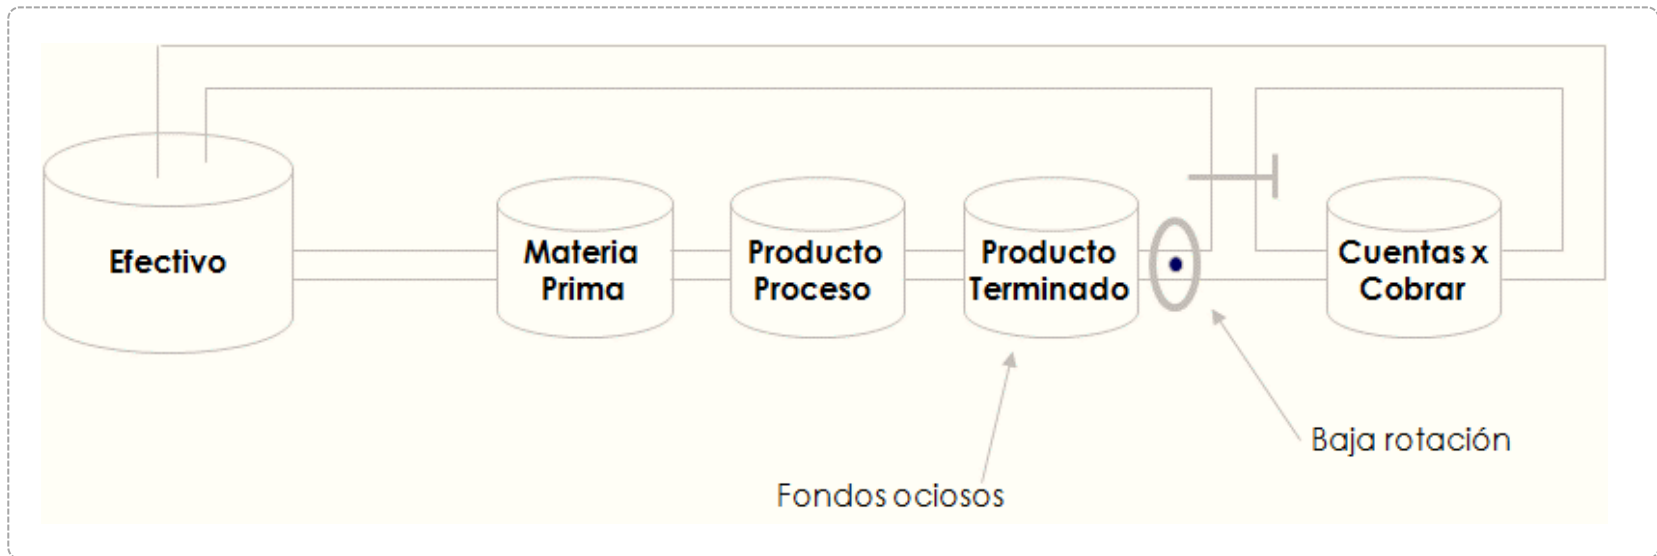 Efectivo
Materia
Prima
Producto
Proceso
Producto
Terminado
Cuentas x
Cobrar
Baja rotación
Fondos ociosos